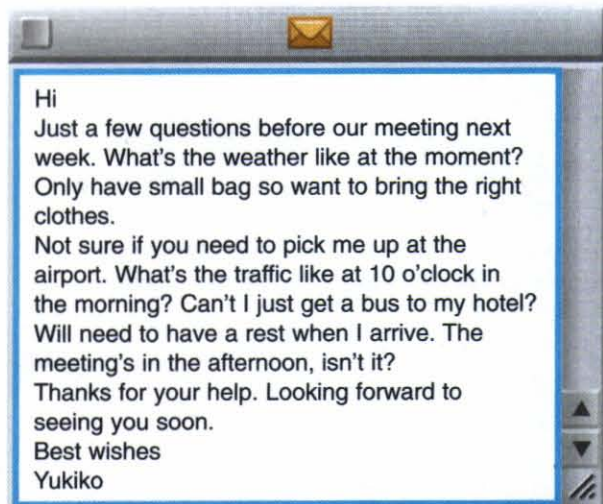 Hi
Just a few questions before our meeting next
week. What's the weather like at the moment?
Only have small bag so want to bring the right
clothes.
Not sure if you need to pick me up at the
airport. What's the traffic like at 10 o'clock in
the morning? Can't I just get a bus to my hotel?
Will need to have a rest when I arrive. The
meeting's in the afternoon, isn't it?
Thanks for your help. Looking forward to
seeing you soon.
Best wishes
Yukiko